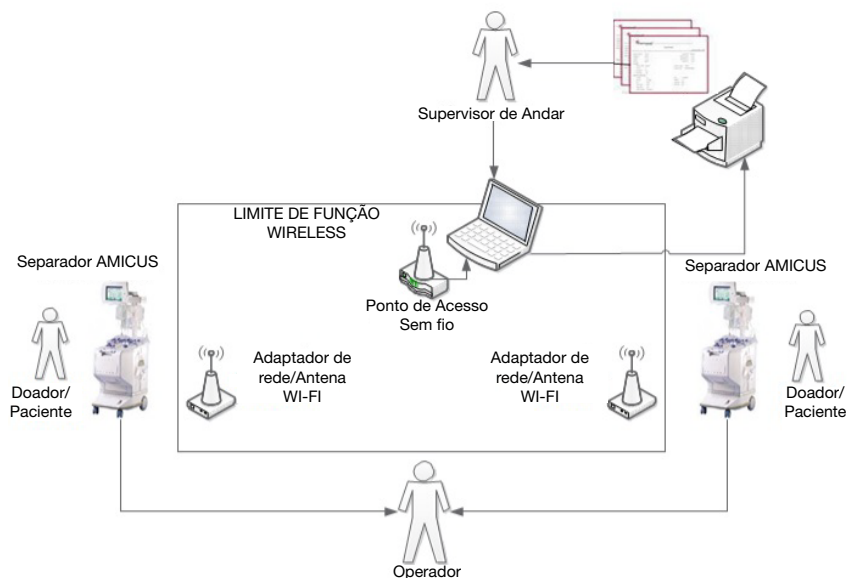 Supervisor de Andar
LIMITE DE FUNÇÃO
WIRELESS
Separador AMICUS
Separador AMICUS
Ponto de Acesso
Sem fio
Adaptador de
rede/Antena
WI-FI
Adaptador de
rede/Antena
WI-FI
Doador/
Paciente
Doador/
Paciente
Operador